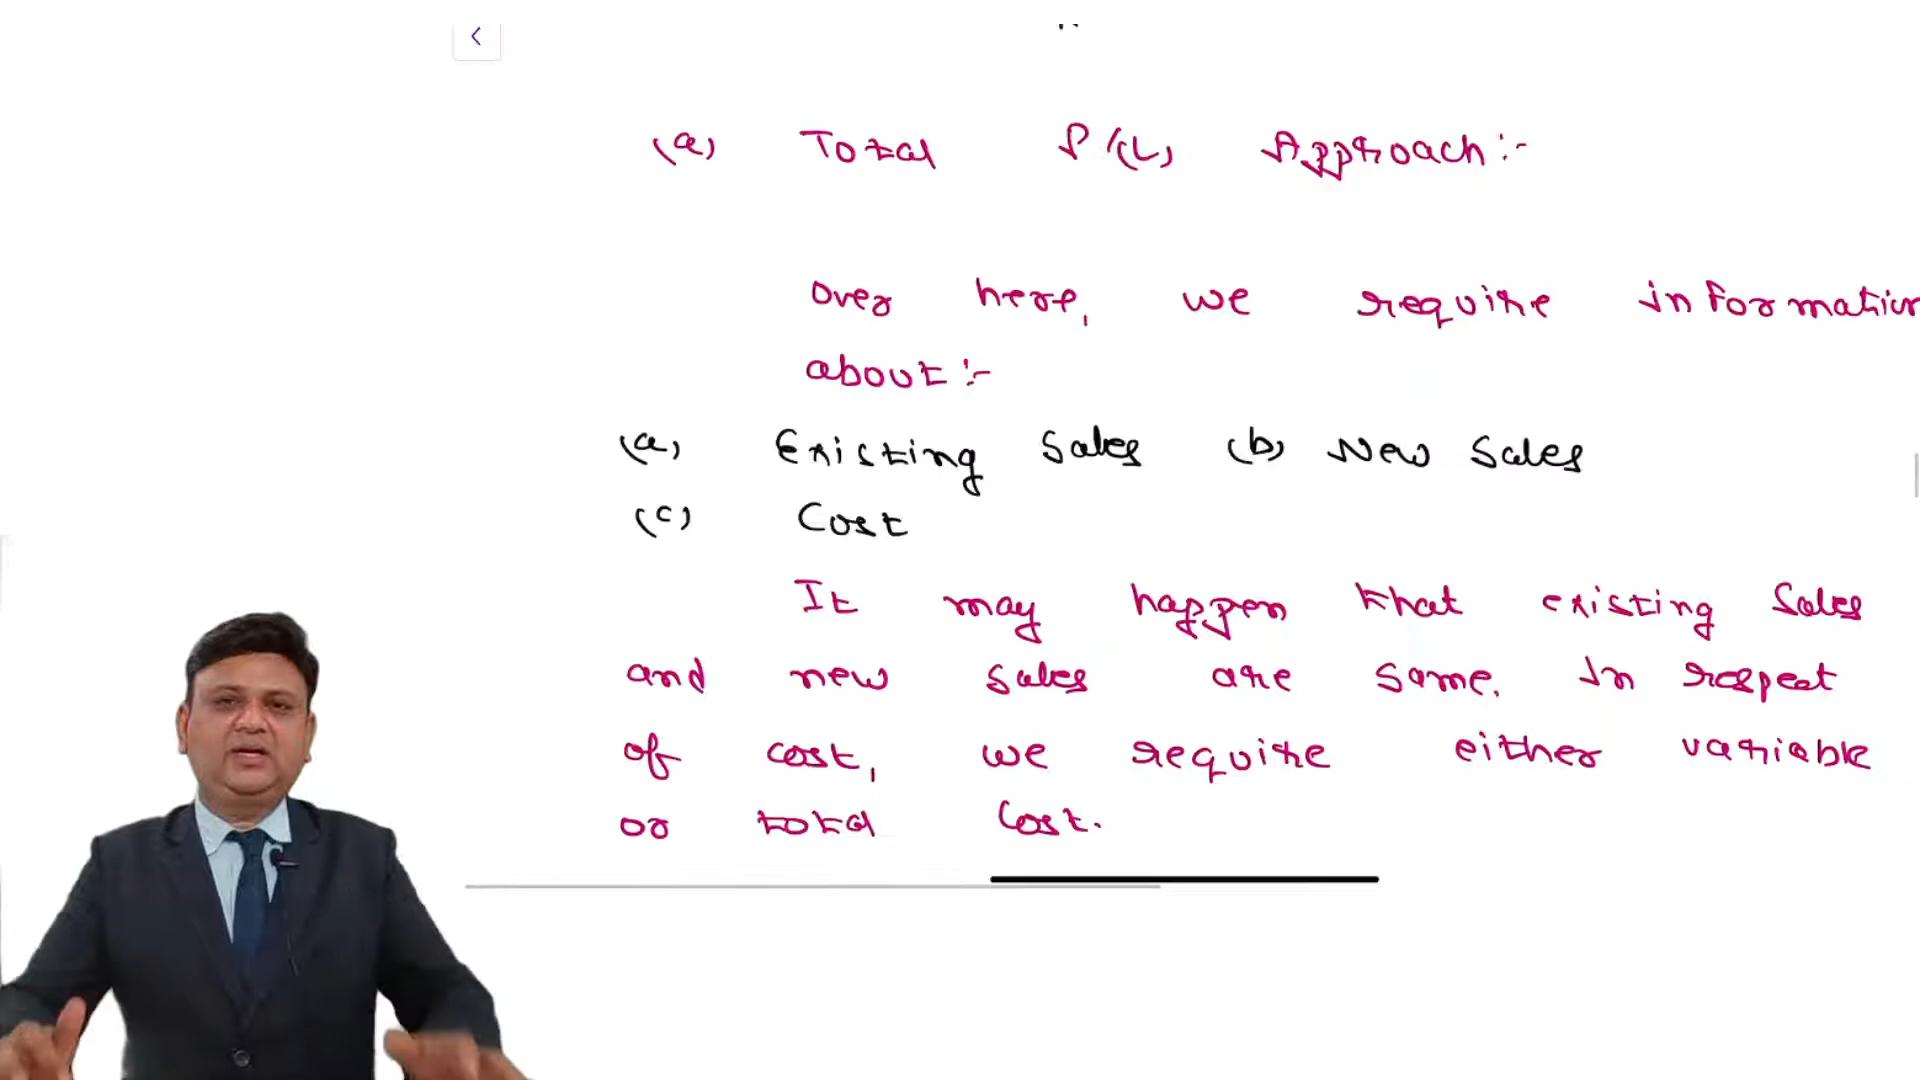 (a) Total P/(L) Approach:-
Over here, we require information
about:-
(a) Existing Sales (b) New Sales
(c) Cost
It may happen that existing Sales
and new sales are same. In respect
of cost, we require either variable
or total Cost.